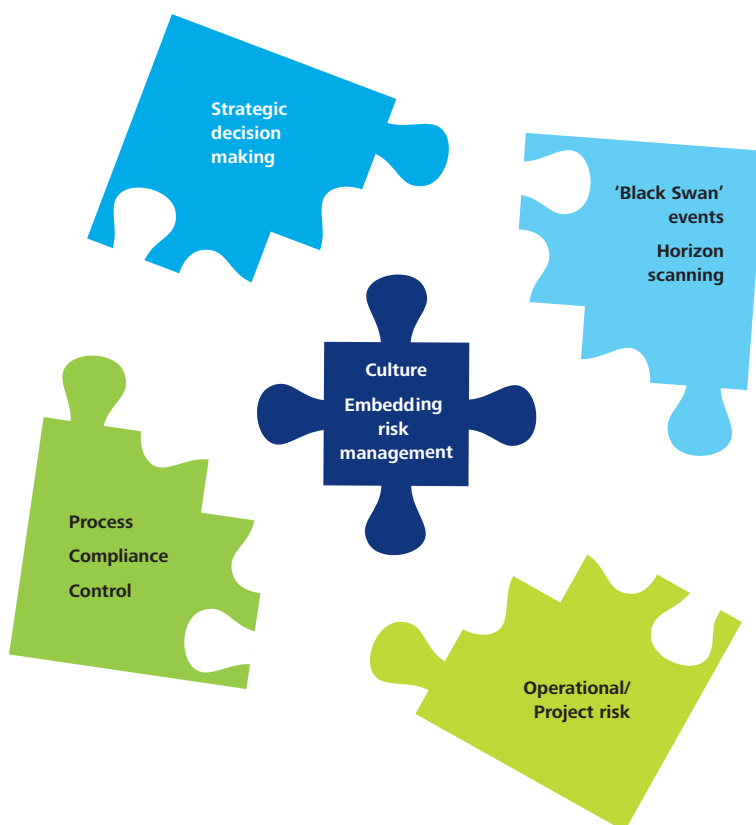 Strategic
decision
making
‘Black Swan’
events
Horizon
scanning
Culture
Embedding
risk
management
Process
Compliance
Control
Operational/
Project risk